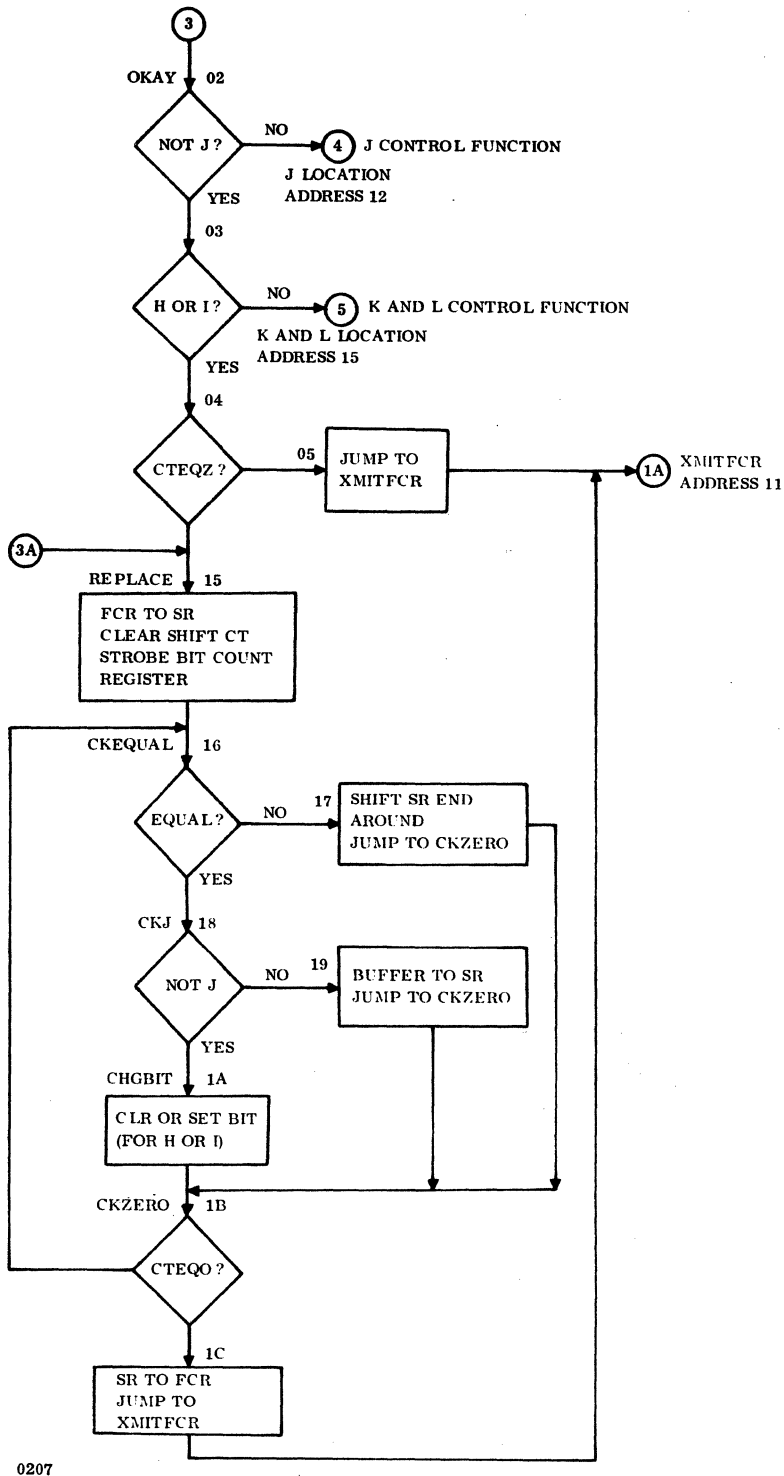 3
OKAY 02
NOT J? NO 4 J CONTROL FUNCTION
J LOCATION
ADDRESS 12
YES
03
H OR I? NO 5 K AND L CONTROL FUNCTION
K AND L LOCATION
ADDRESS 15
YES
04
CTEQZ? 05 JUMP TO
XMITFCR
1A XMITFCR
ADDRESS 11
3A
REPLACE 15
FCR TO SR
CLEAR SHIFT CT
STROBE BIT COUNT
REGISTER
CKEQUAL 16
EQUAL? NO 17 SHIFT SR END
AROUND
JUMP TO CKZERO
YES
CKJ 18
NOT J NO 19 BUFFER TO SR
JUMP TO CKZERO
YES
CHGBIT 1A
CLR OR SET BIT
(FOR H OR I)
CKZERO 1B
CTEQO?
1C
SR TO FCR
JUMP TO
XMITFCR
0207